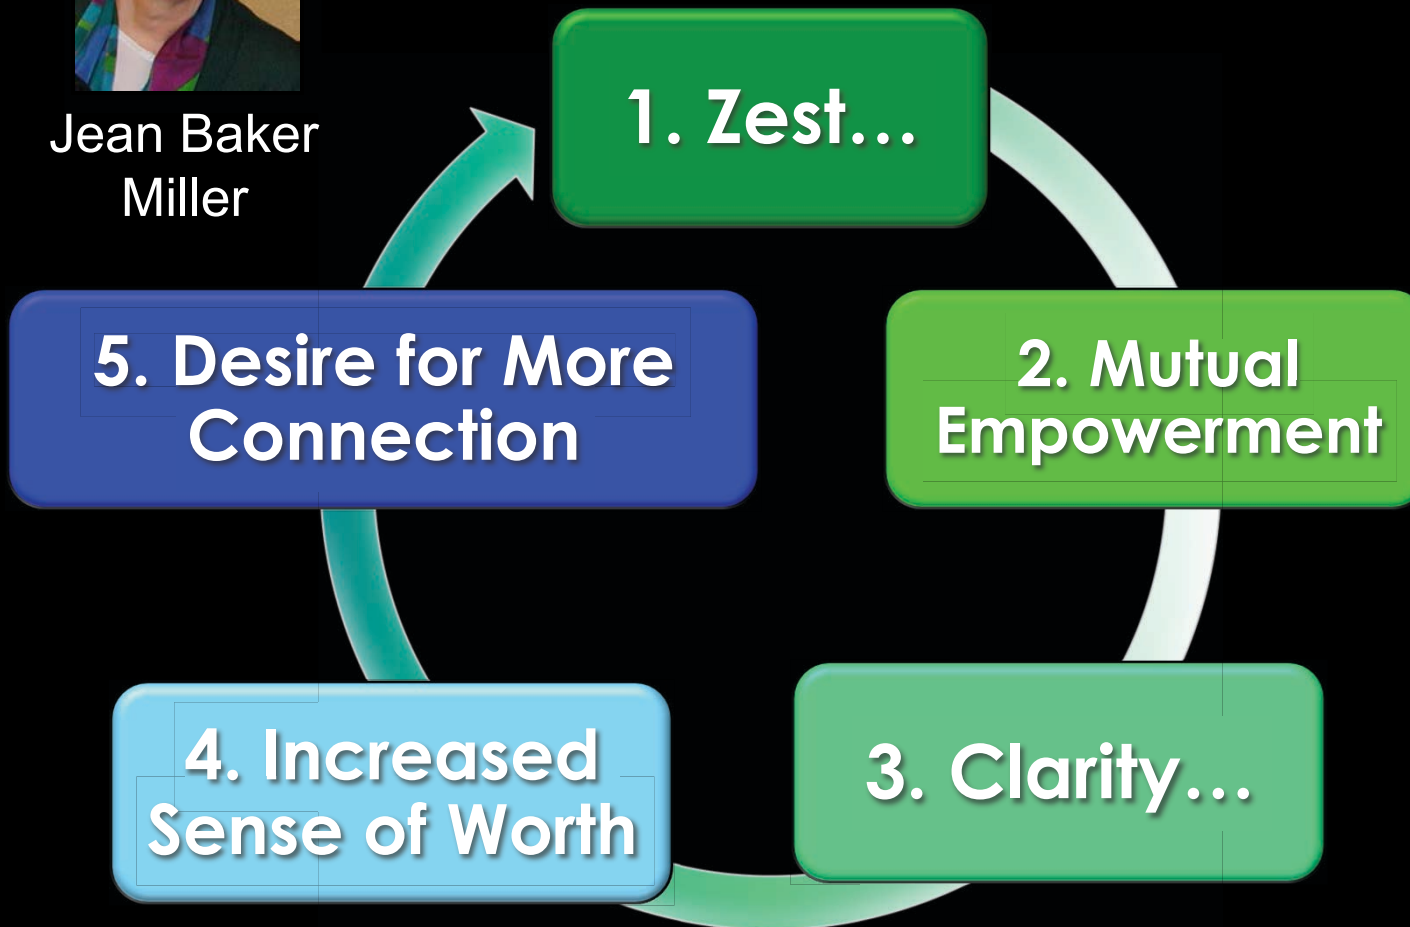 Jean Baker
Miller
1. Zest…
2. Mutual
Empowerment
3. Clarity…
4. Increased
Sense of Worth
5. Desire for More
Connection